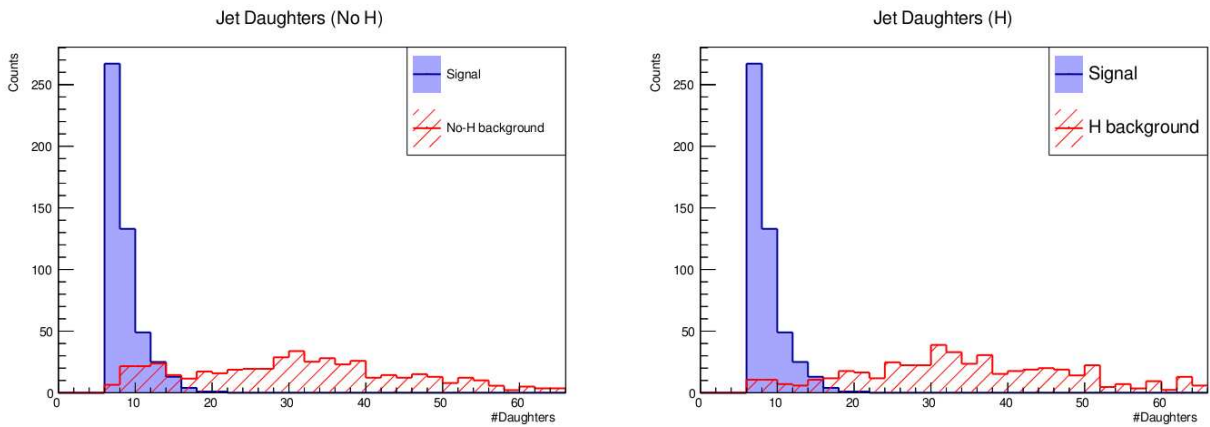 Jet Daughters (No H)
Counts
250
200
150
100
50
0
0 10 20 30 40 50 60
#Daughters
Signal
No-H background
Jet Daughters (H)
Counts
250
200
150
100
50
0
0 10 20 30 40 50 60
#Daughters
Signal
H background